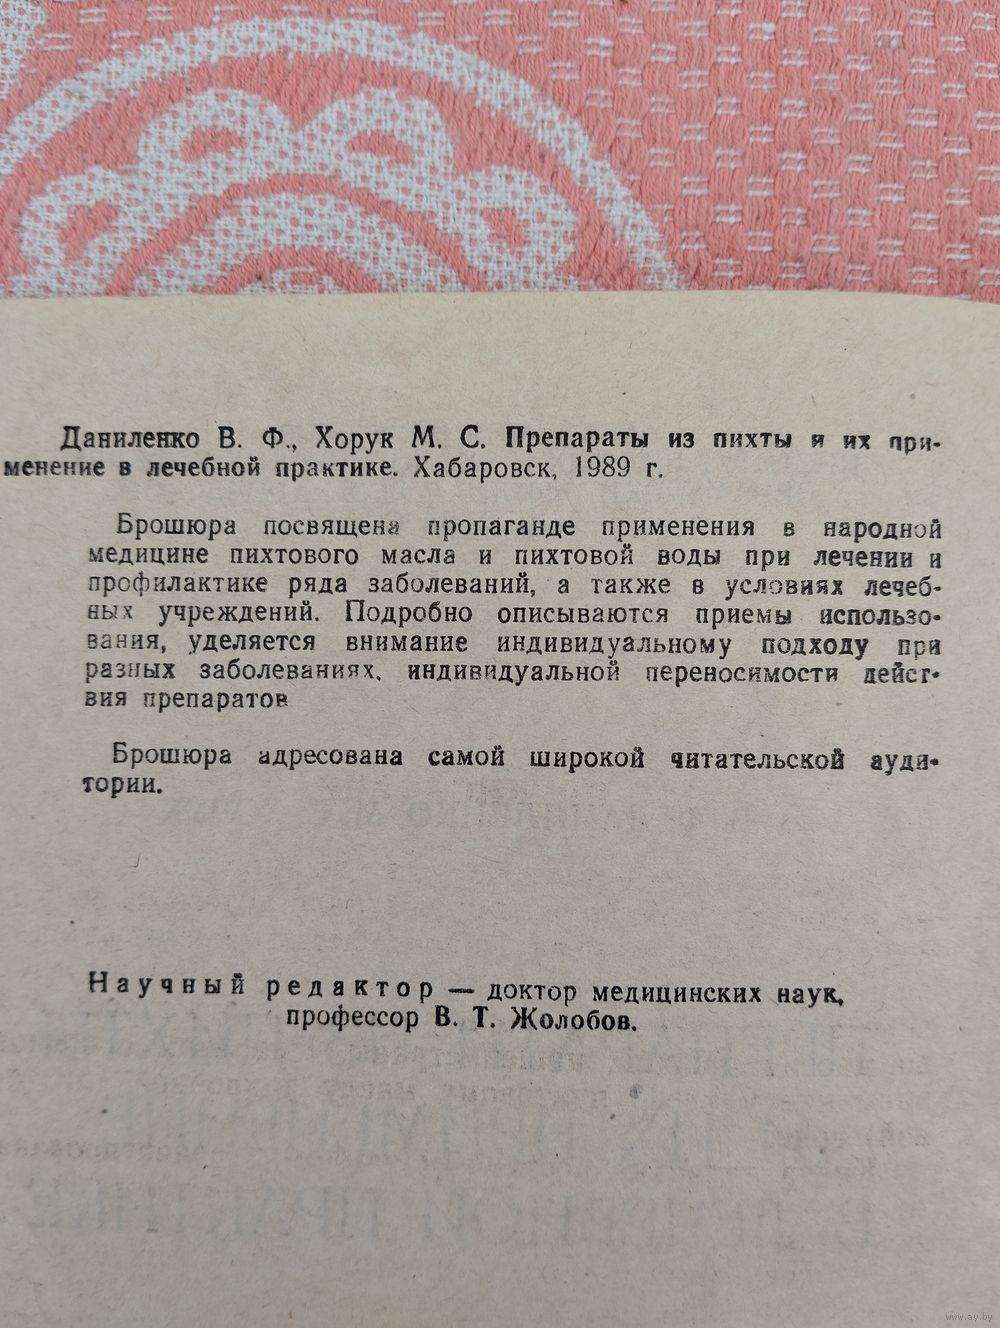 Даниленко В. Ф., Хорук М. С. Препараты из пихты и их при-
менение в лечебной практике. Хабаровск, 1989 г.
Брошюра посвящена пропаганде применения в народной
медицине пихтового масла и пихтовой воды при лечении и
профилактике ряда заболеваний, а также в условиях лечеб-
ных учреждений. Подробно описываются приемы использо-
вания, уделяется внимание индивидуальному подходу при
разных заболеваниях, индивидуальной переносимости дейст-
вия препаратов
Брошюра адресована самой широкой читательской ауди-
тории.
Научный редактор — доктор медицинских наук,
профессор В. Т. Жолобов.
www.ay.by